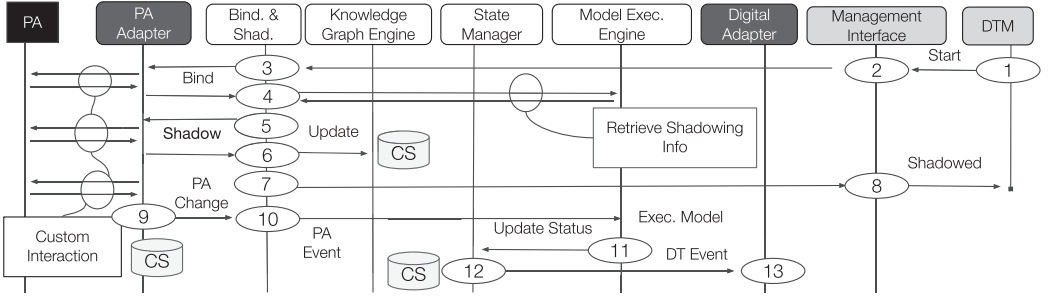 PA
PA
Adapter
Bind. &
Shad.
Knowledge
Graph Engine
State
Manager
Model Exec.
Engine
Digital
Adapter
Management
Interface
DTM
Start
3
2
1
Bind
4
5
Shadow
Update
Retrieve Shadowing
Info
6
CS
Shadowed
7
8
PA
Change
9
10
Exec. Model
PA
Event
Update Status
Custom
Interaction
11
DT Event
CS
CS
12
13